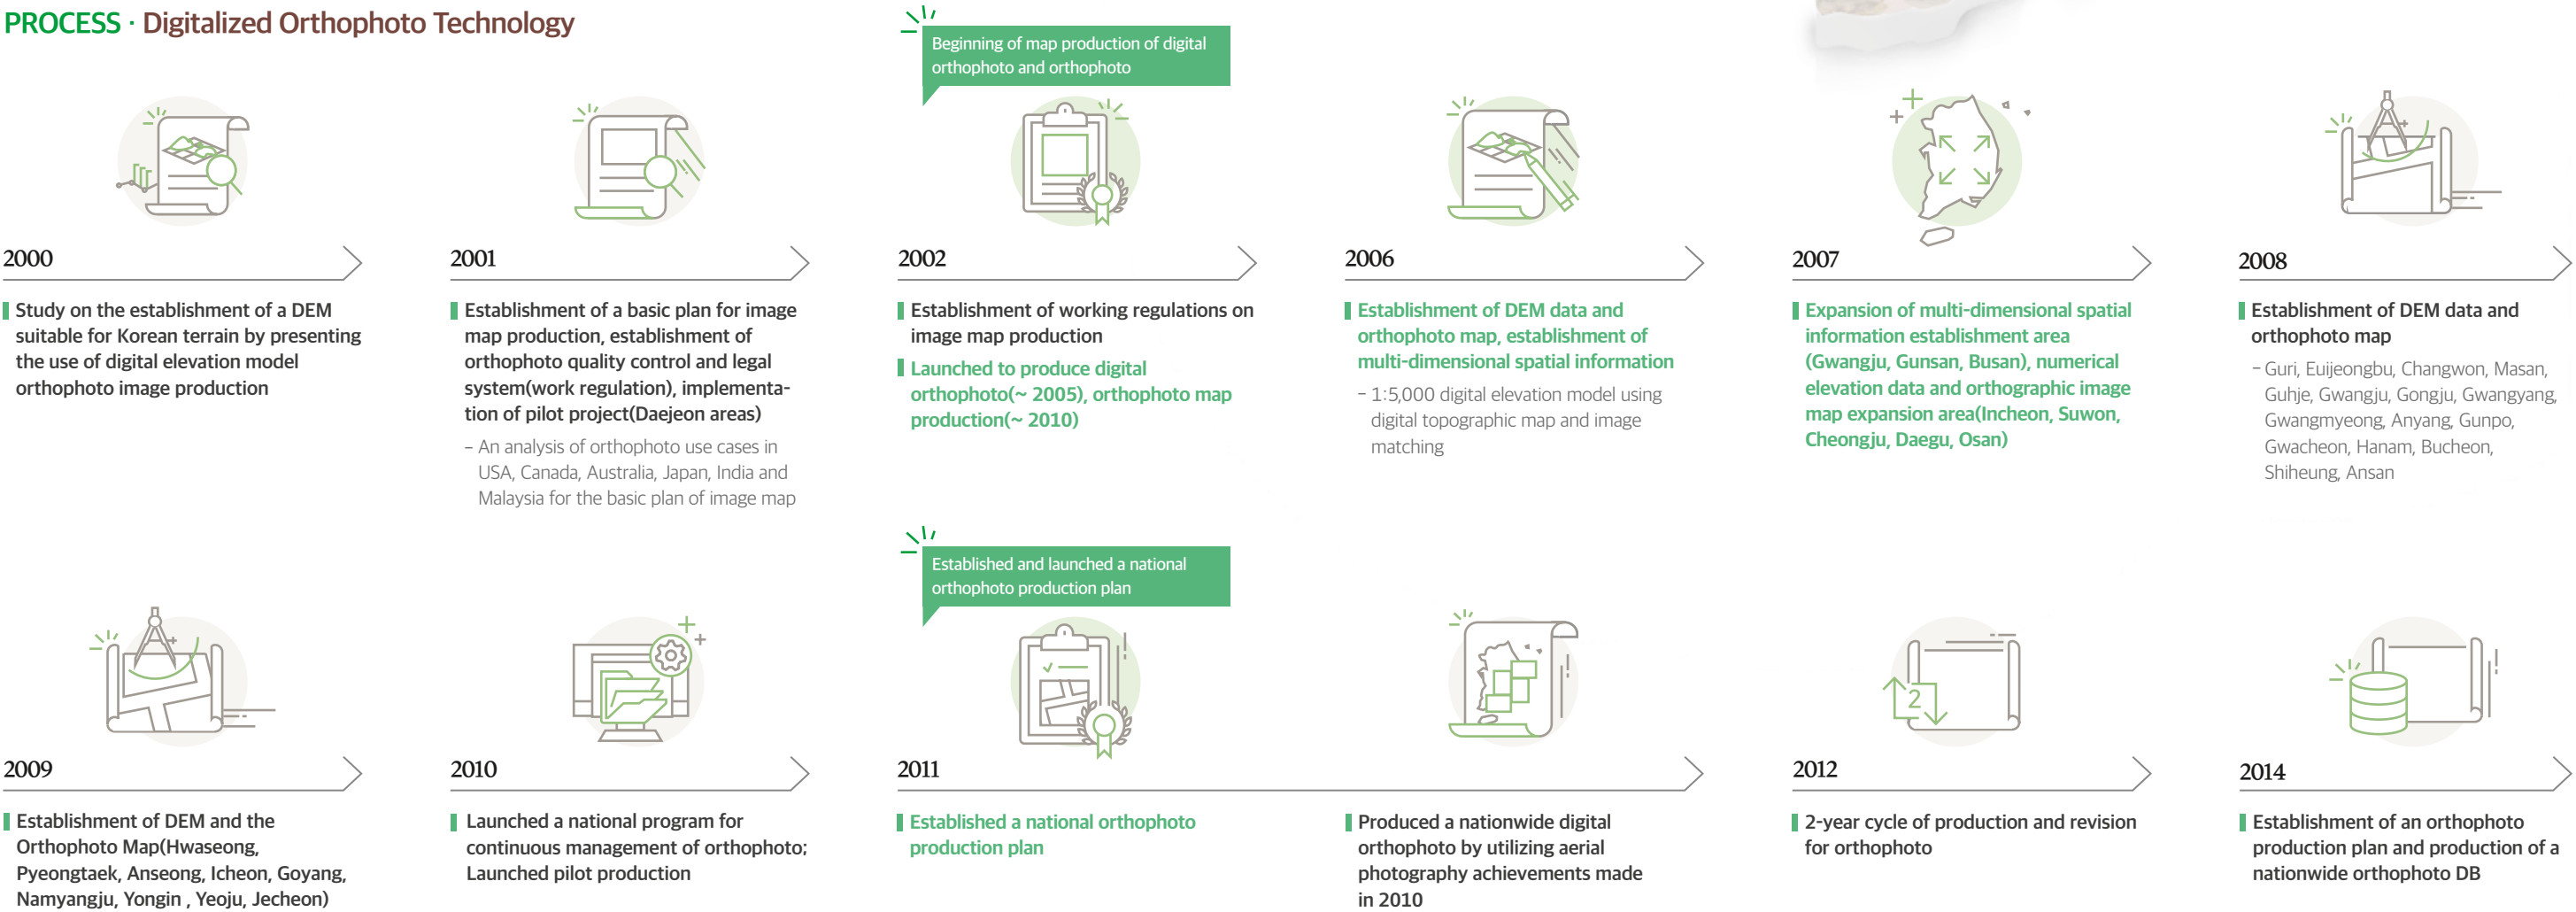 PROCESS · Digitalized Orthophoto Technology
Beginning of map production of digital
orthophoto and orthophoto
2000
Study on the establishment of a DEM
suitable for Korean terrain by presenting
the use of digital elevation model
orthophoto image production
2001
Establishment of a basic plan for image
map production, establishment of
orthophoto quality control and legal
system(work regulation), implementa-
tion of pilot project(Daejeon areas)
– An analysis of orthophoto use cases in
USA, Canada, Australia, Japan, India and
Malaysia for the basic plan of image map
2002
Establishment of working regulations on
image map production
Launched to produce digital
orthophoto(~ 2005), orthophoto map
production(~ 2010)
2006
Establishment of DEM data and
orthophoto map, establishment of
multi-dimensional spatial information
– 1:5,000 digital elevation model using
digital topographic map and image
matching
2007
Expansion of multi-dimensional spatial
information establishment area
(Gwangju, Gunsan, Busan), numerical
elevation data and orthographic image
map expansion area(Incheon, Suwon,
Cheongju, Daegu, Osan)
2008
Establishment of DEM data and
orthophoto map
– Guri, Euijeongbu, Changwon, Masan,
Guhje, Gwangju, Gongju, Gwangyang,
Gwangmyeong, Anyang, Gunpo,
Gwacheon, Hanam, Bucheon,
Shiheung, Ansan
Established and launched a national
orthophoto production plan
2009
Establishment of DEM and the
Orthophoto Map(Hwaseong,
Pyeongtaek, Anseong, Icheon, Goyang,
Namyangju, Yongin , Yeoju, Jecheon)
2010
Launched a national program for
continuous management of orthophoto;
Launched pilot production
2011
Established a national orthophoto
production plan
Produced a nationwide digital
orthophoto by utilizing aerial
photography achievements made
in 2010
2
2012
2-year cycle of production and revision
for orthophoto
2014
Establishment of an orthophoto
production plan and production of a
nationwide orthophoto DB